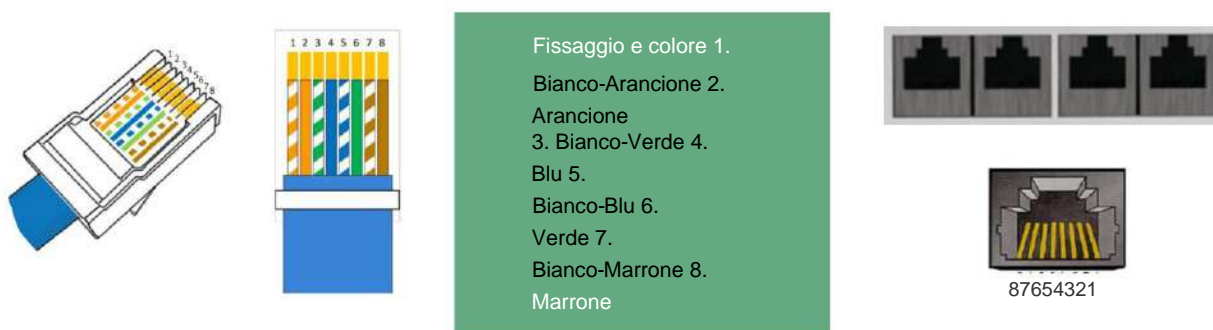 12345678
1 2 3 4 5 6 7 8
Fissaggio e colore 1.
Bianco-Arancione 2.
Arancione
3. Bianco-Verde 4.
Blu 5.
Bianco-Blu 6.
Verde 7.
Bianco-Marrone 8.
Marrone
87654321